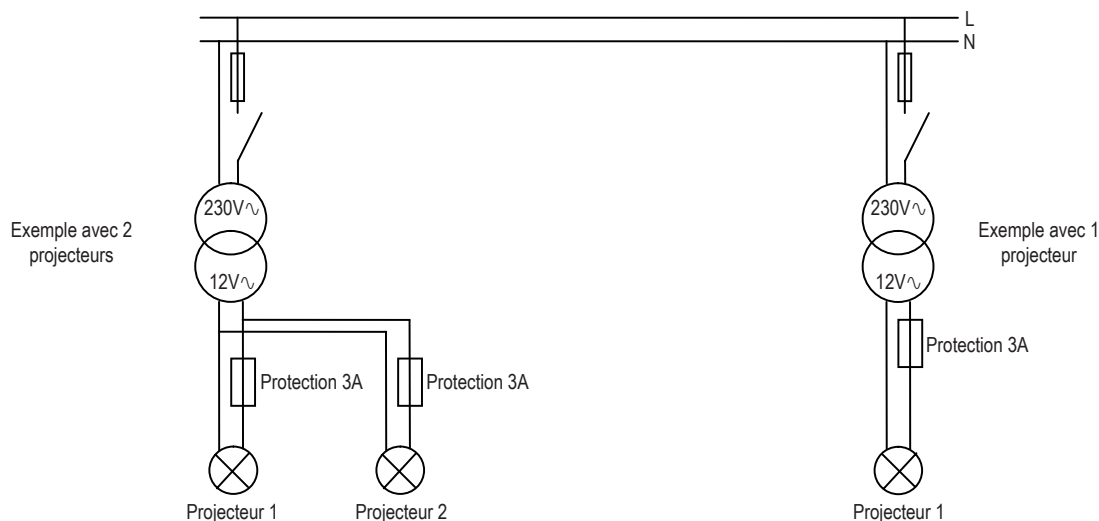 L
N
230V∿
230V∿
Exemple avec 2
projecteurs
Exemple avec 1
projecteur
12V∿
12V∿
Protection 3A
Protection 3A
Protection 3A
Projecteur 1
Projecteur 2
Projecteur 1